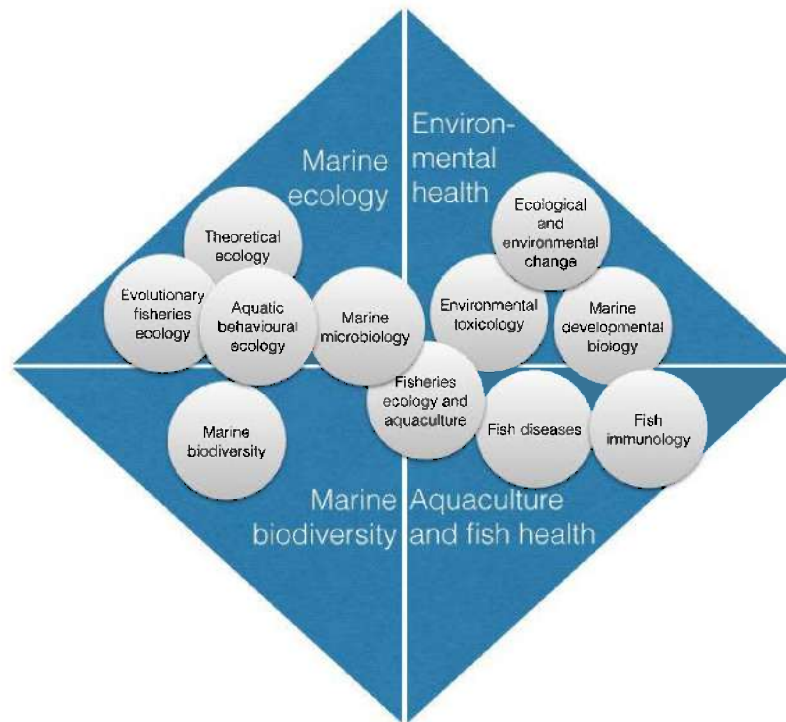 Marine
ecology
Environ-
mental
health
Theoretical
ecology
Ecological
and
environmental
change
Evolutionary
fisheries
ecology
Aquatic
behavioural
ecology
Marine
microbiology
Environmental
toxicology
Marine
developmental
biology
Fisheries
ecology and
aquaculture
Marine
biodiversity
Fish diseases
Fish
immunology
Marine
biodiversity
Aquaculture
and fish health